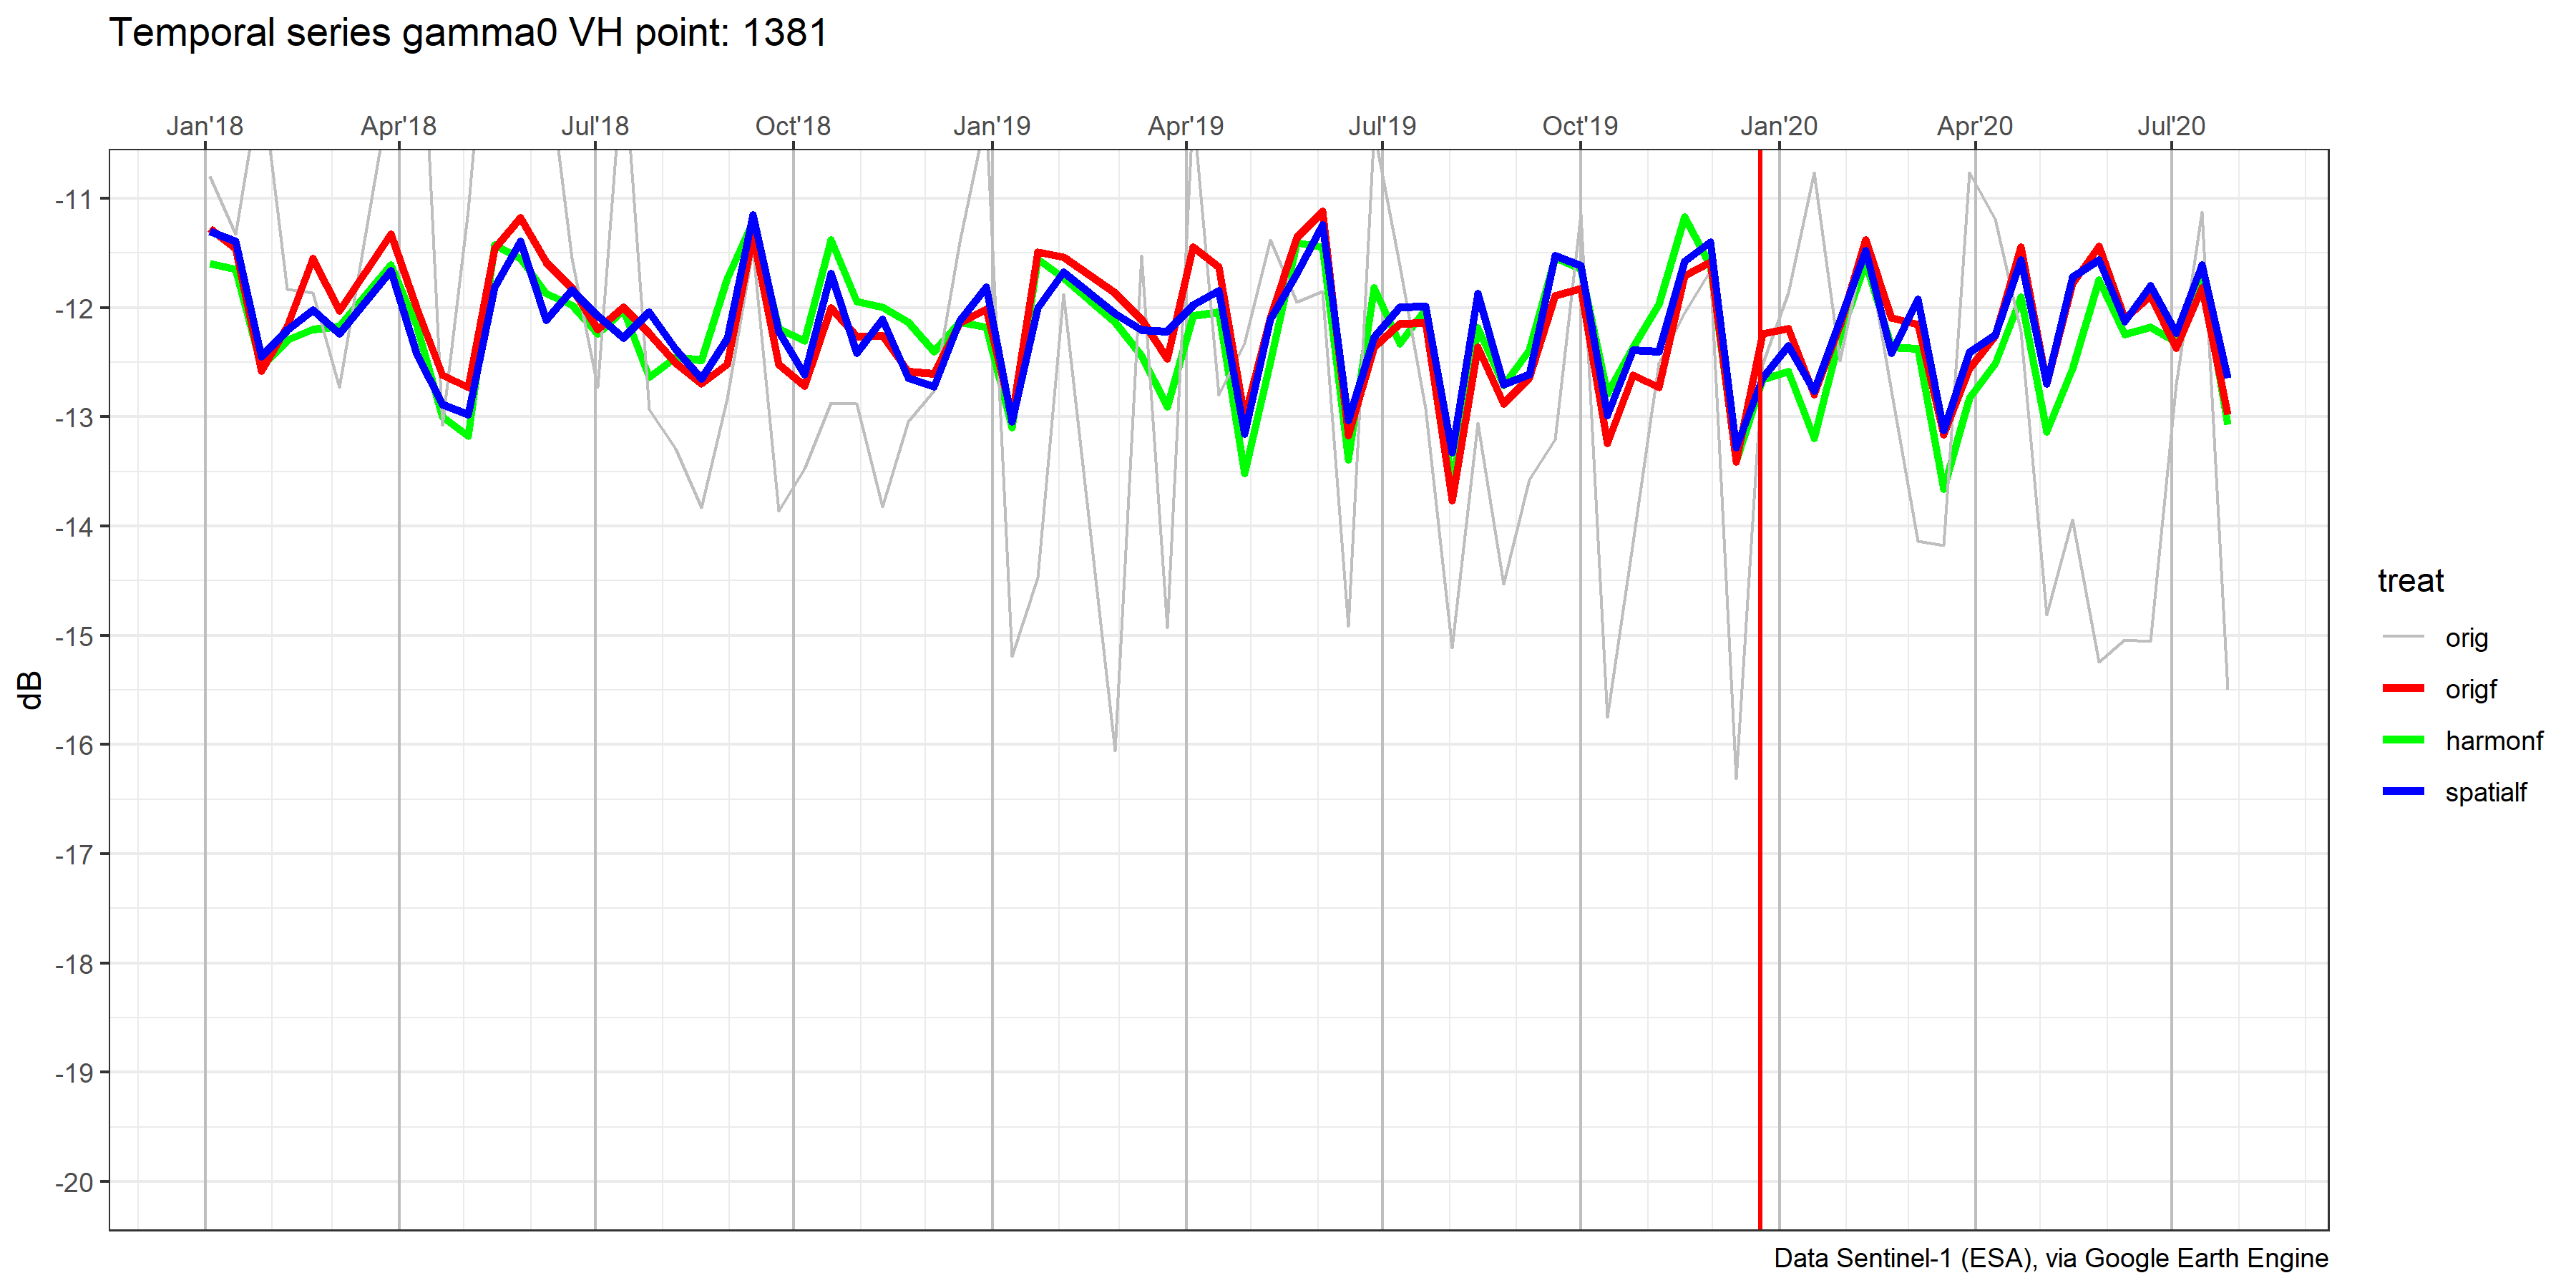 Temporal series gamma0 VH point: 1381
Jan'18 Apr'18 Jul'18 Oct'18 Jan'19 Apr'19 Jul'19 Oct'19 Jan'20 Apr'20 Jul'20
-11
-12
-13
-14
-15
-16
-17
-18
-19
-20
dB
treat
orig
origf
harmonf
spatialf
Data Sentinel-1 (ESA), via Google Earth Engine